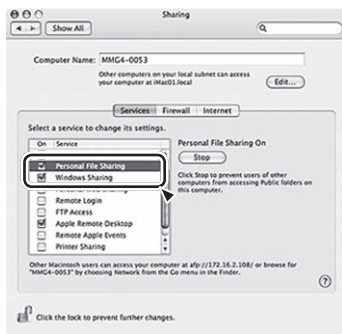 Sharing
Show All
Computer Name: MMG4-0053
Other computers on your local subnet can access
your computer at iMac01.local
Edit...
Services Firewall Internet
Select a service to change its settings.
On Service
Personal File Sharing
Windows Sharing
Personal Web Sharing
Remote Login
FTP Access
Apple Remote Desktop
Remote Apple Events
Printer Sharing
Personal File Sharing On
Stop
Click Stop to prevent users of other
computers from accessing Public folders on
this computer.
Other Macintosh users can access your computer at afp://172.16.2.108/ or browse for
"MMG4-0053" by choosing Network from the Go menu in the Finder.
?
Click the lock to prevent further changes.